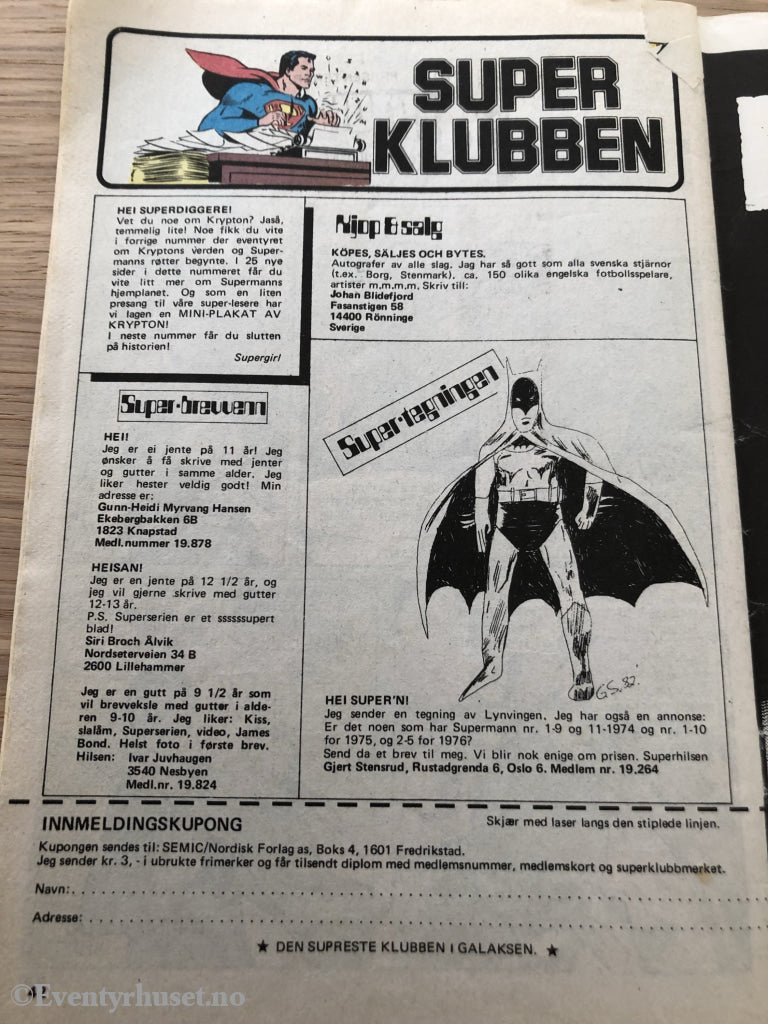 SUPER
KLUBBEN
HEI SUPERDIGGERE!
Vet du noe om Krypton? Jaså,
temmelig lite! Noe fikk du vite
i forrige nummer der eventyret
om Kryptons verden og Super-
manns røtter begynte. I 25 nye
sider i dette nummeret får du
vite litt mer om Supermanns
hjemplanet. Og som en liten
presang til våre super-lesere har
vi lagen en MINI-PLAKAT AV
KRYPTON!
I neste nummer får du slutten
på historien!
Supergirl
Super-brevvenn
HEI!
Jeg er ei jente på 11 år! Jeg
ønsker å få skrive med jenter
og gutter i samme alder. Jeg
liker hester veldig godt! Min
adresse er:
Gunn-Heidi Myrvang Hansen
Ekebergbakken 6B
1823 Knapstad
Medl.nummer 19.878
HEISAN!
Jeg er en jente på 12 1/2 år, og
jeg vil gjerne skrive med gutter
12-13 år.
P.S. Superserien er et ssssssupert
blad!
Siri Broch Älvik
Nordseterveien 34 B
2600 Lillehammer
Jeg er en gutt på 9 1/2 år som
vil brevveksle med gutter i alde-
ren 9-10 år. Jeg liker: Kiss,
slalåm, Superserien, video, James
Bond. Helst foto i første brev.
Hilsen: Ivar Juvhaugen
3540 Nesbyen
Medl.nr. 19.824
Kjøp & salg
KÖPES, SÄLJES OCH BYTES.
Autografer av alle slag. Jag har så gott som alla svenska stjärnor
(t.ex. Borg, Stenmark), ca. 150 olika engelska fotbollsspelare,
artister m,m,m,m, Skriv till:
Johan Blidefjord
Fasanstigen 58
14400 Rönninge
Sverige
Super-tegningen
G.S. 82.
HEI SUPER'N!
Jeg sender en tegning av Lynvingen. Jeg har også en annonse:
Er det noen som har Supermann nr. 1-9 og 11-1974 og nr. 1-10
for 1975, og 2-5 for 1976?
Send da et brev til meg. Vi blir nok enige om prisen. Superhilsen
Gjert Stensrud, Rustadgrenda 6, Oslo 6. Medlem nr. 19.264
INNMELDINGSKUPONG
Skjær med laser langs den stiplede linjen.
Kupongen sendes til: SEMIC/Nordisk Forlag as, Boks 4, 1601 Fredrikstad.
Jeg sender kr. 3,- i ubrukte frimerker og får tilsendt diplom med medlemsnummer, medlemskort og superklubbmerket.
Navn:
Adresse:
★ DEN SUPRESTE KLUBBEN I GALAKSEN. ★
©Eventyrhuset.no